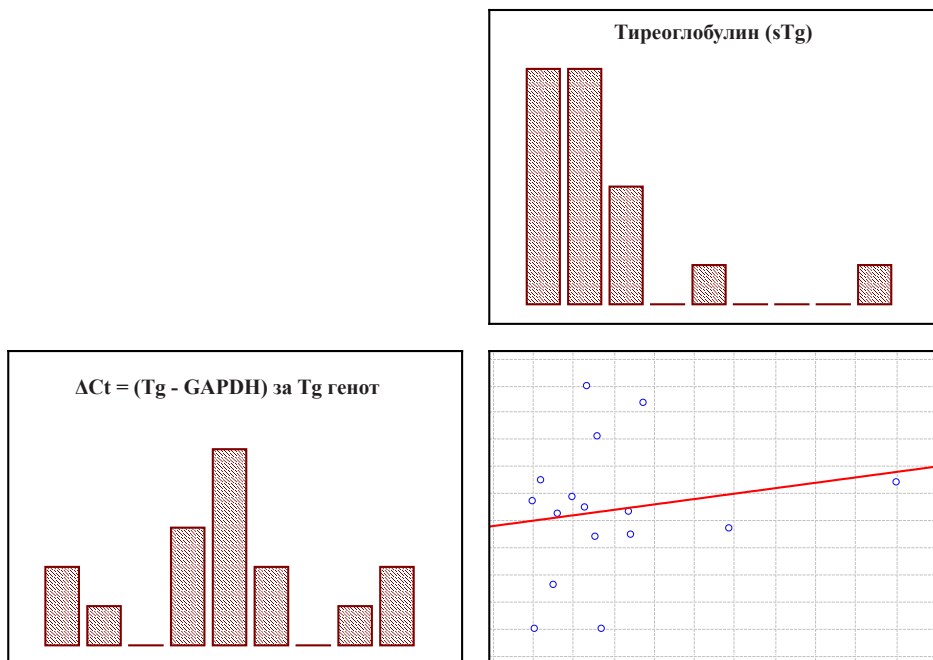 Тиреоглобулин (sTg)
ΔCt = (Tg - GAPDH) за Tg генот